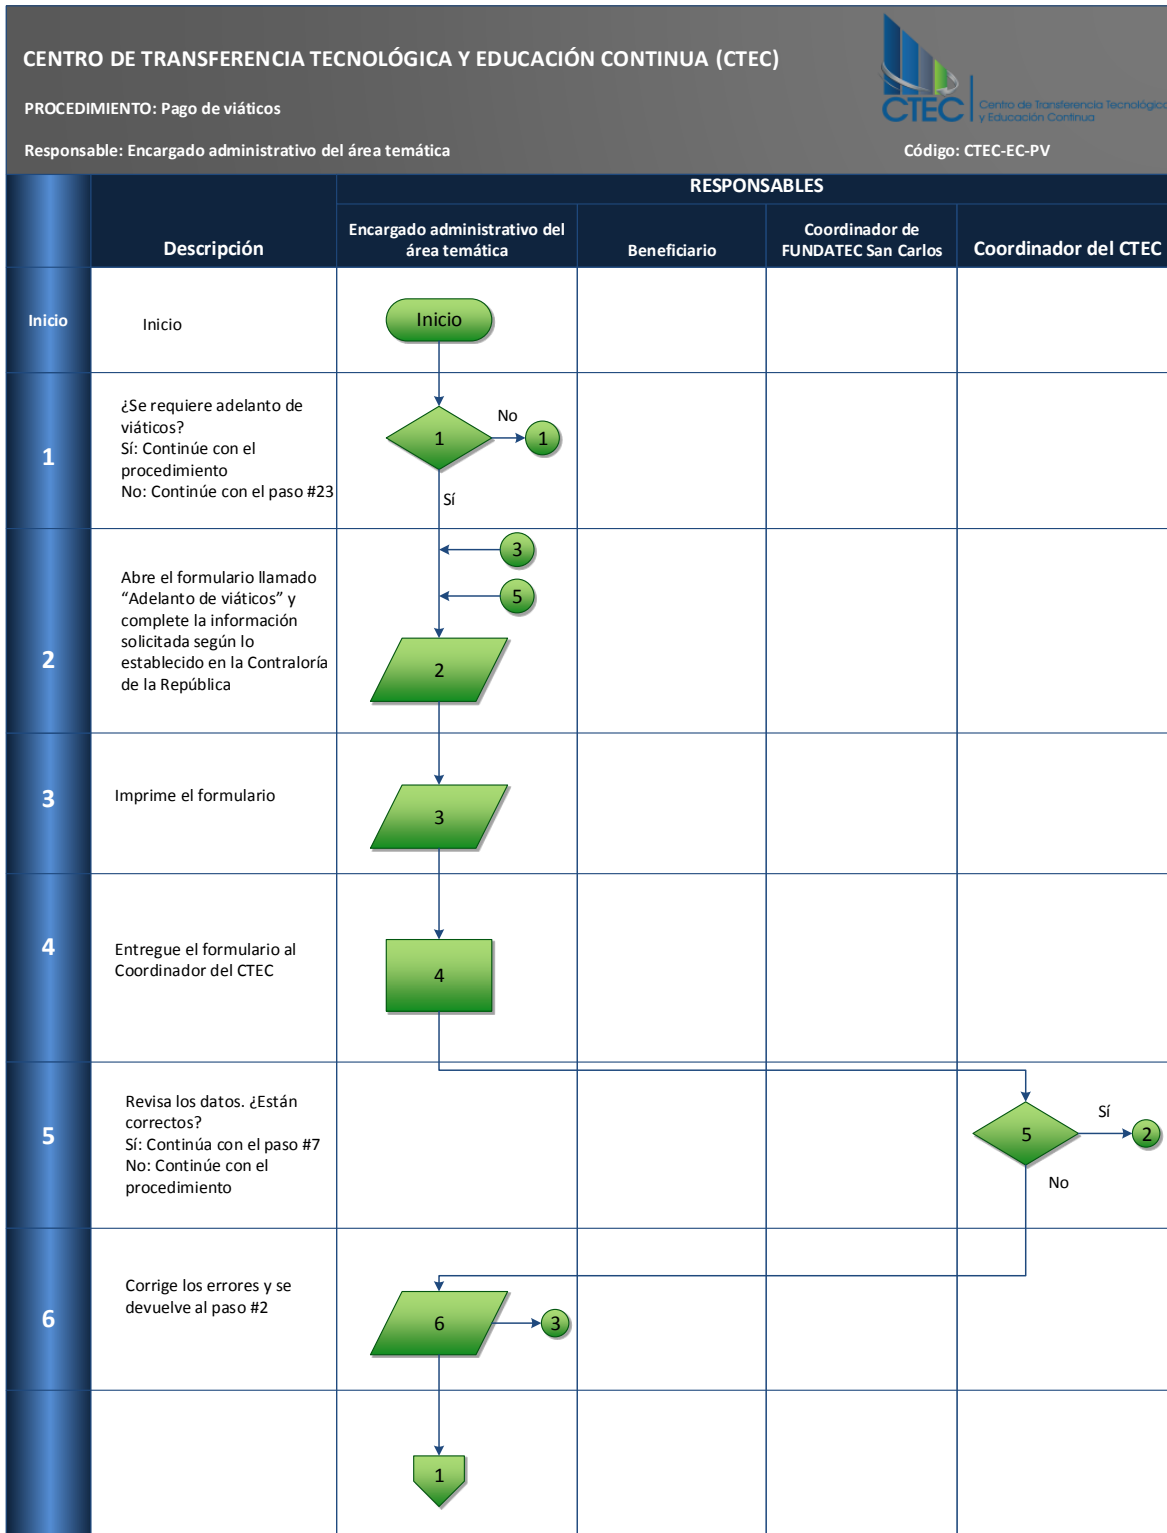 CENTRO DE TRANSFERENCIA TECNOLÓGICA Y EDUCACIÓN CONTINUA (CTEC)
PROCEDIMIENTO: Pago de viáticos
CTEC
Centro de Transferencia Tecnológica
y Educación Continua
Responsable: Encargado administrativo del área temática
Código: CTEC-EC-PV
RESPONSABLES
Descripción
Encargado administrativo del
área temática
Beneficiario
Coordinador de
FUNDATEC San Carlos
Coordinador del CTEC
Inicio
Inicio
Inicio
1
¿Se requiere adelanto de
viáticos?
Sí: Continúe con el
procedimiento
No: Continúe con el paso #23
1
No
1
Sí
2
Abre el formulario llamado
“Adelanto de viáticos” y
complete la información
solicitada según lo
establecido en la Contraloría
de la República
3
5
2
3
Imprime el formulario
3
4
Entregue el formulario al
Coordinador del CTEC
4
5
Revisa los datos. ¿Están
correctos?
Sí: Continúa con el paso #7
No: Continúe con el
procedimiento
5
Sí
2
No
6
Corrige los errores y se
devuelve al paso #2
6
3
1